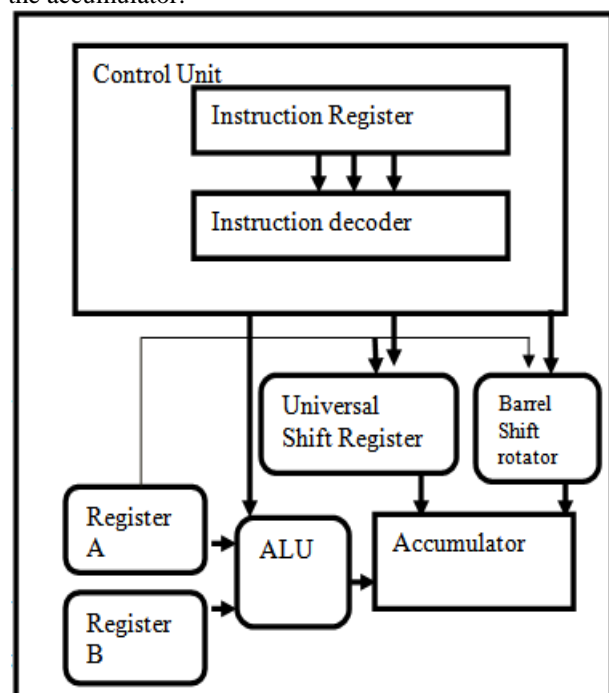 the accumulator.
Control Unit
Instruction Register
Instruction decoder
Universal
Shift Register
Barrel
Shift
rotator
Register
A
ALU
Accumulator
Register
B